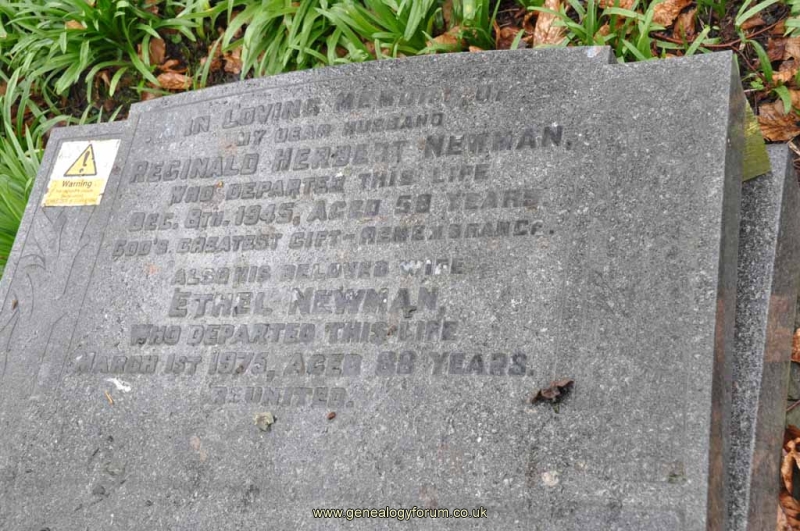 IN LOVING MEMORY OF
MY DEAR HUSBAND
REGINALD HERBERT NEWMAN,
WHO DEPARTED THIS LIFE
DEC. 8TH. 1945, AGED 58 YEARS.
GOD'S GREATEST GIFT-REMEMBRANCE.
ALSO HIS BELOVED WIFE
ETHEL NEWMAN,
WHO DEPARTED THIS LIFE
MARCH 1ST 1975, AGED 88 YEARS.
REUNITED.
Warning
www.genealogyforum.co.uk